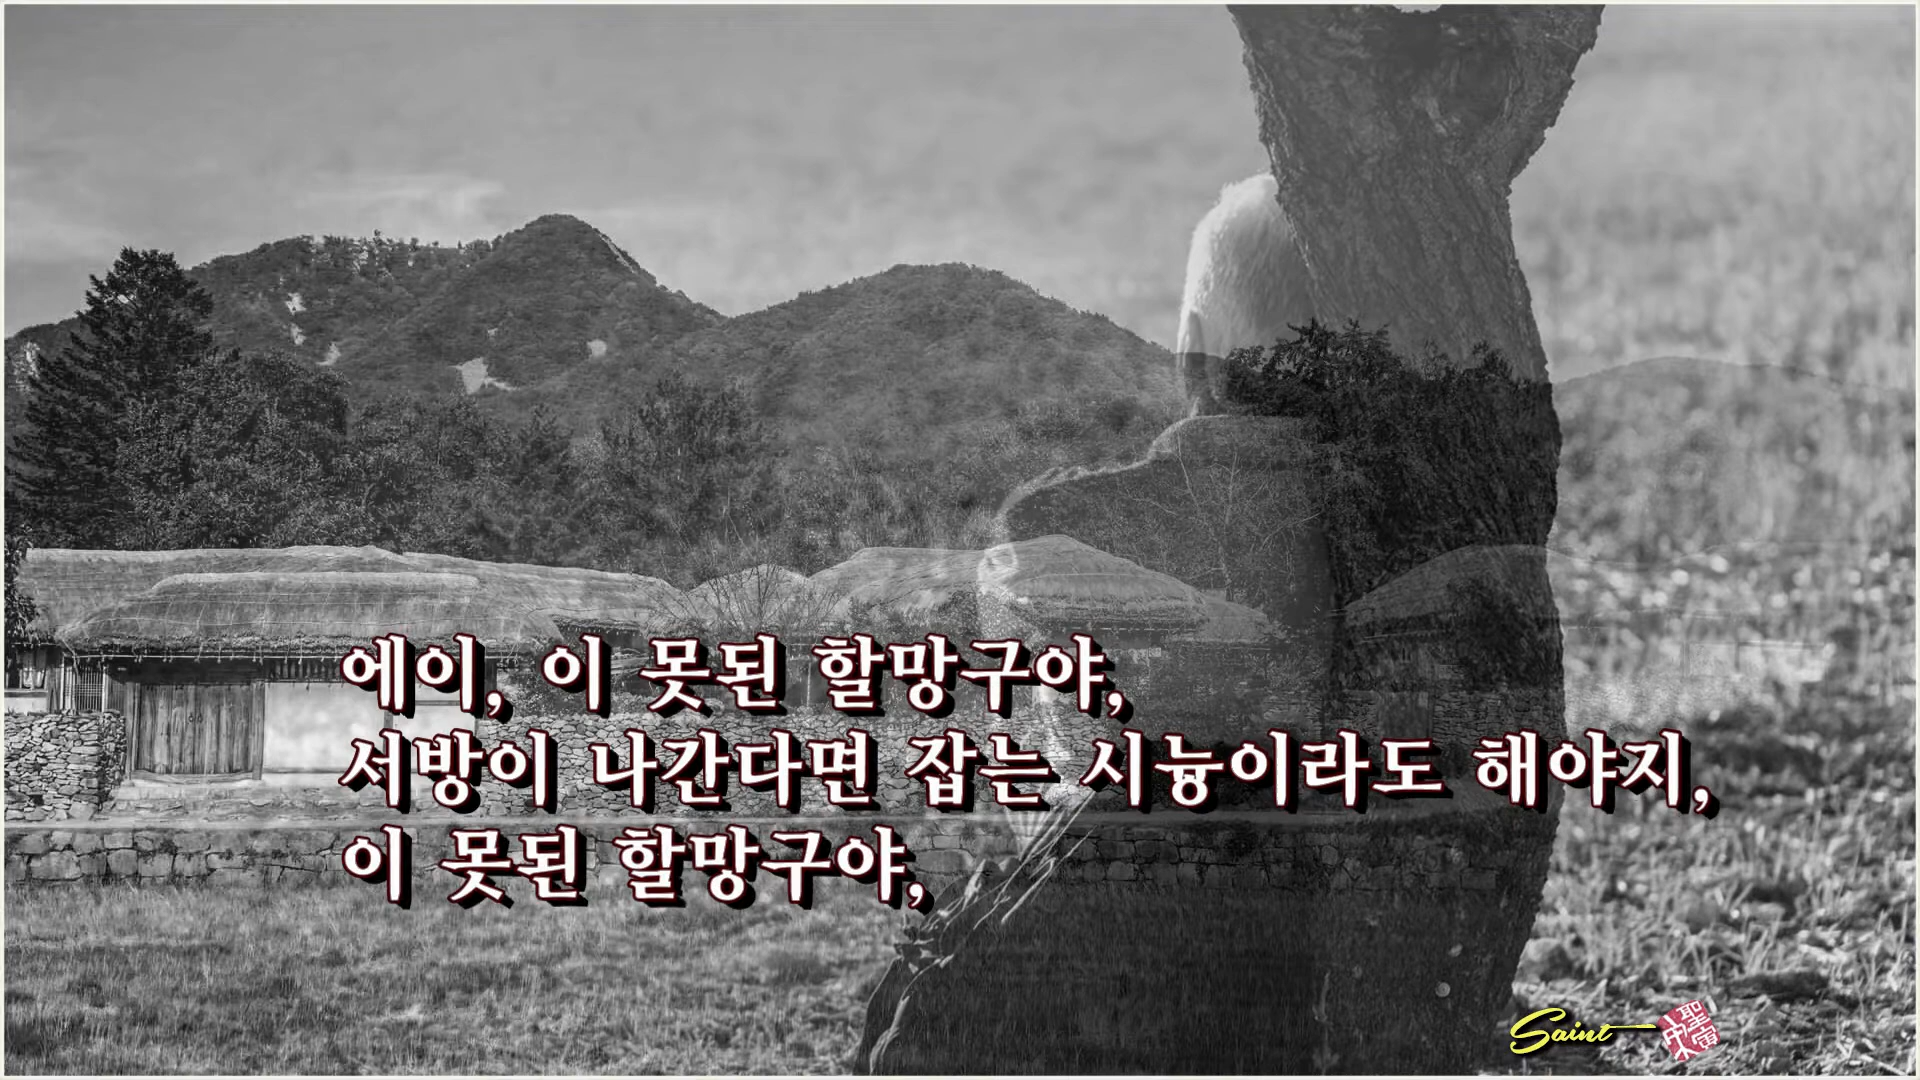 에이, 이 못된 할망구야,
서방이 나간다면 잡는 시늉이라도 해야지,
이 못된 할망구야,
Saint